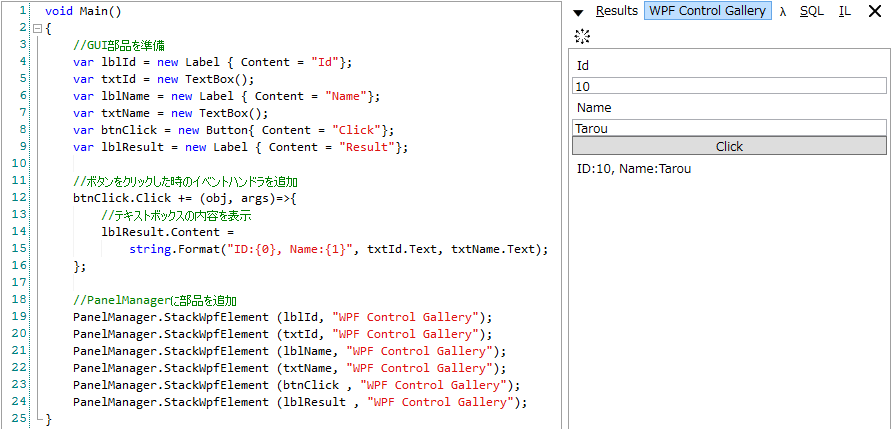 1 void Main()
2 {
3 //GUI部品を準備
4 var lblId = new Label { Content = "Id"};
5 var txtId = new TextBox();
6 var lblName = new Label { Content = "Name"};
7 var txtName = new TextBox();
8 var btnClick = new Button{ Content = "Click"};
9 var lblResult = new Label { Content = "Result"};
10
11 //ボタンをクリックした時のイベントハンドラを追加
12 btnClick.Click += (obj, args)=>{
13 //テキストボックスの内容を表示
14 lblResult.Content =
15 string.Format("ID:{0}, Name:{1}", txtId.Text, txtName.Text);
16 };
17
18 //PanelManagerに部品を追加
19 PanelManager.StackWpfElement (lblId, "WPF Control Gallery");
20 PanelManager.StackWpfElement (txtId, "WPF Control Gallery");
21 PanelManager.StackWpfElement (lblName, "WPF Control Gallery");
22 PanelManager.StackWpfElement (txtName, "WPF Control Gallery");
23 PanelManager.StackWpfElement (btnClick , "WPF Control Gallery");
24 PanelManager.StackWpfElement (lblResult , "WPF Control Gallery");
25 }
Results WPF Control Gallery λ SQL IL
Id
10
Name
Tarou
Click
ID:10, Name:Tarou